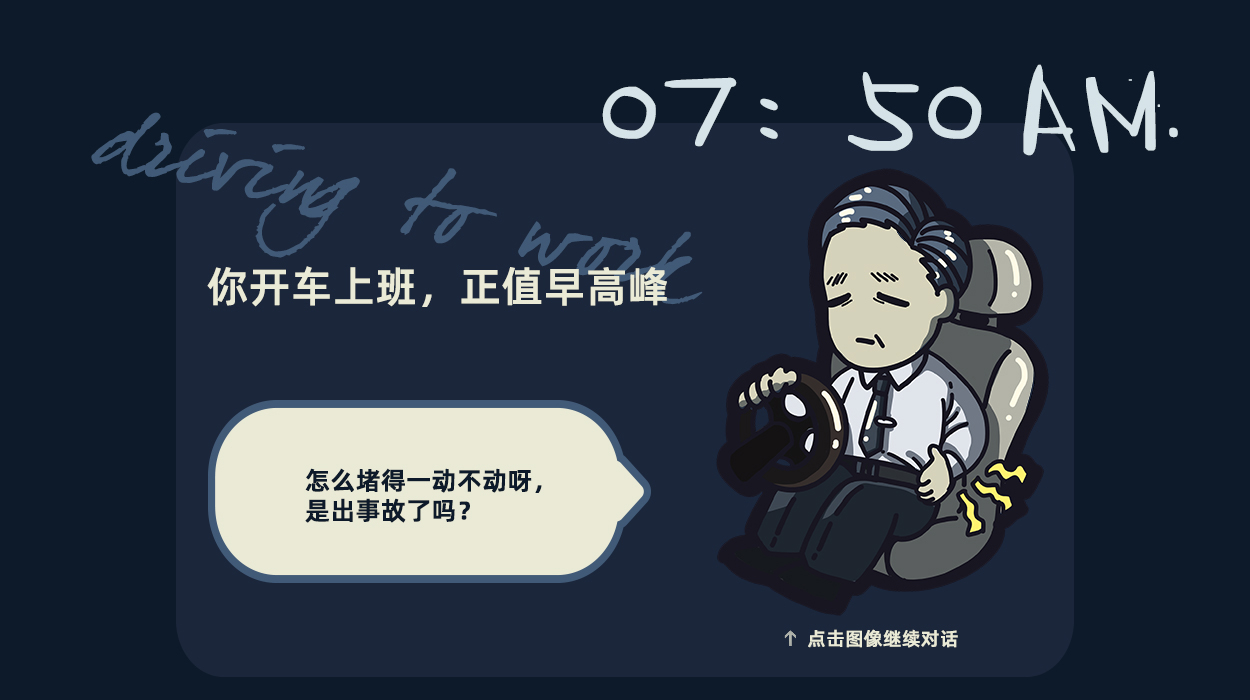 07：50 AM.
driving to work
你开车上班，正值早高峰
怎么堵得一动不动呀，
是出事故了吗？
↑ 点击图像继续对话